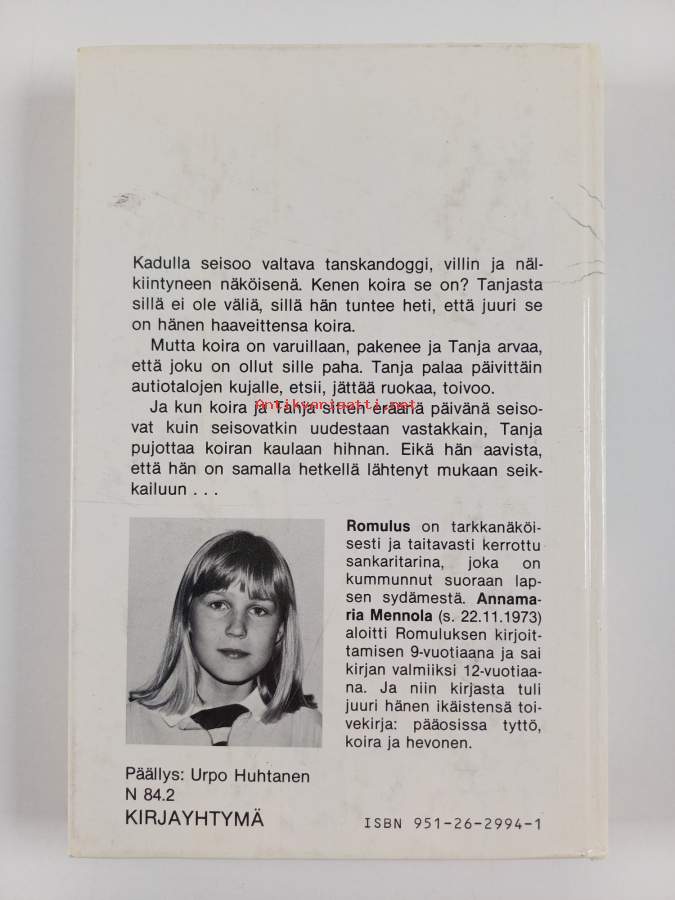 Kadulla seisoo valtava tanskandoggi, villin ja näl-
kiintyneen näköisenä. Kenen koira se on? Tanjasta
sillä ei ole väliä, sillä hän tuntee heti, että juuri se
on hänen haaveittensa koira.
Mutta koira on varuillaan, pakenee ja Tanja arvaa,
että joku on ollut sille paha. Tanja palaa päivittäin
autiotalojen kujalle, etsii, jättää ruokaa, toivoo.
Antikvariaatti.net
Ja kun koira ja Tanja sitten eräänä päivänä seiso-
vat kuin seisovatkin uudestaan vastakkain, Tanja
pujottaa koiran kaulaan hihnan. Eikä hän aavista,
että hän on samalla hetkellä lähtenyt mukaan seik-
kailuun . . .
Romulus on tarkkanäköi-
sesti ja taitavasti kerrottu
sankaritarina, joka on
kummunnut suoraan lap-
sen sydämestä. Annama-
ria Mennola (s. 22.11.1973)
aloitti Romuluksen kirjoit-
tamisen 9-vuotiaana ja sai
kirjan valmiiksi 12-vuotiaa-
na. Ja niin kirjasta tuli
juuri hänen ikäistensä toi-
vekirja: pääosissa tyttö,
koira ja hevonen.
Päällys: Urpo Huhtanen
N 84.2
KIRJAYHTYMÄ
ISBN 951-26-2994-1